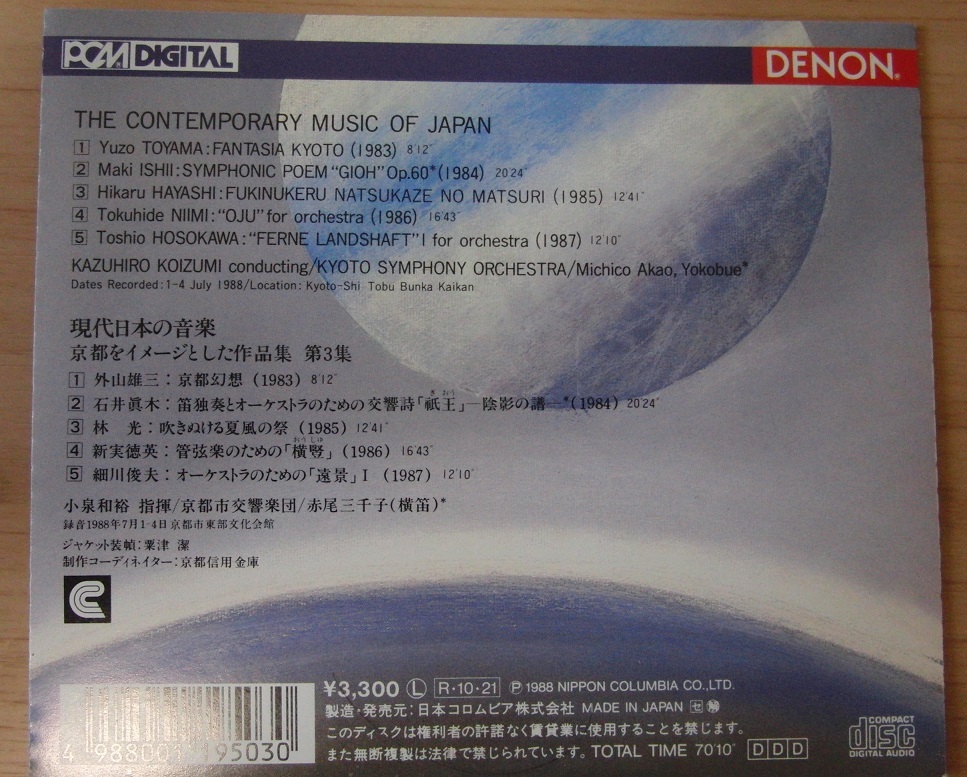 PCM DIGITAL
DENON®
THE CONTEMPORARY MUSIC OF JAPAN
1 Yuzo TOYAMA:FANTASIA KYOTO (1983) 8′12″
2 Maki ISHII:SYMPHONIC POEM "GIOH" Op.60*(1984) 20′24″
3 Hikaru HAYASHI:FUKINUKERU NATSUKAZE NO MATSURI (1985) 12′41″
4 Tokuhide NIIMI:"OJU" for orchestra (1986) 16′43″
5 Toshio HOSOKAWA:"FERNE LANDSHAFT" I for orchestra (1987) 12′10″
KAZUHIRO KOIZUMI conducting/KYOTO SYMPHONY ORCHESTRA/Michico Akao, Yokobue*
Dates Recorded:1-4 July 1988/Location: Kyoto-Shi Tobu Bunka Kaikan
現代日本の音楽
京都をイメージとした作品集 第3集
1 外山雄三：京都幻想 (1983) 8′12″
2 石井眞木：笛独奏とオーケストラのための交響詩「祇王」—陰影の譜—*(1984) 20′24″
3 林 光：吹きぬける夏風の祭 (1985) 12′41″
4 新実徳英：管弦楽のための「横豎」 (1986) 16′43″
5 細川俊夫：オーケストラのための「遠景」I (1987) 12′10″
小泉和裕 指揮/京都市交響楽団/赤尾三千子(横笛)*
録音1988年7月1-4日京都市東部文化会館
ジャケット装幀：粟津 潔
制作コーディネイター：京都信用金庫
¥3,300 Ⓛ R・10・21 Ⓟ 1988 NIPPON COLUMBIA CO.,LTD.
製造・発売元：日本コロムビア株式会社 MADE IN JAPAN
このディスクは権利者の許諾なく賃貸業に使用することを禁じます。
また無断複製は法律で禁じられています。TOTAL TIME 70′10″ DDD
4 988001 195030
COMPACT
disc
DIGITAL AUDIO